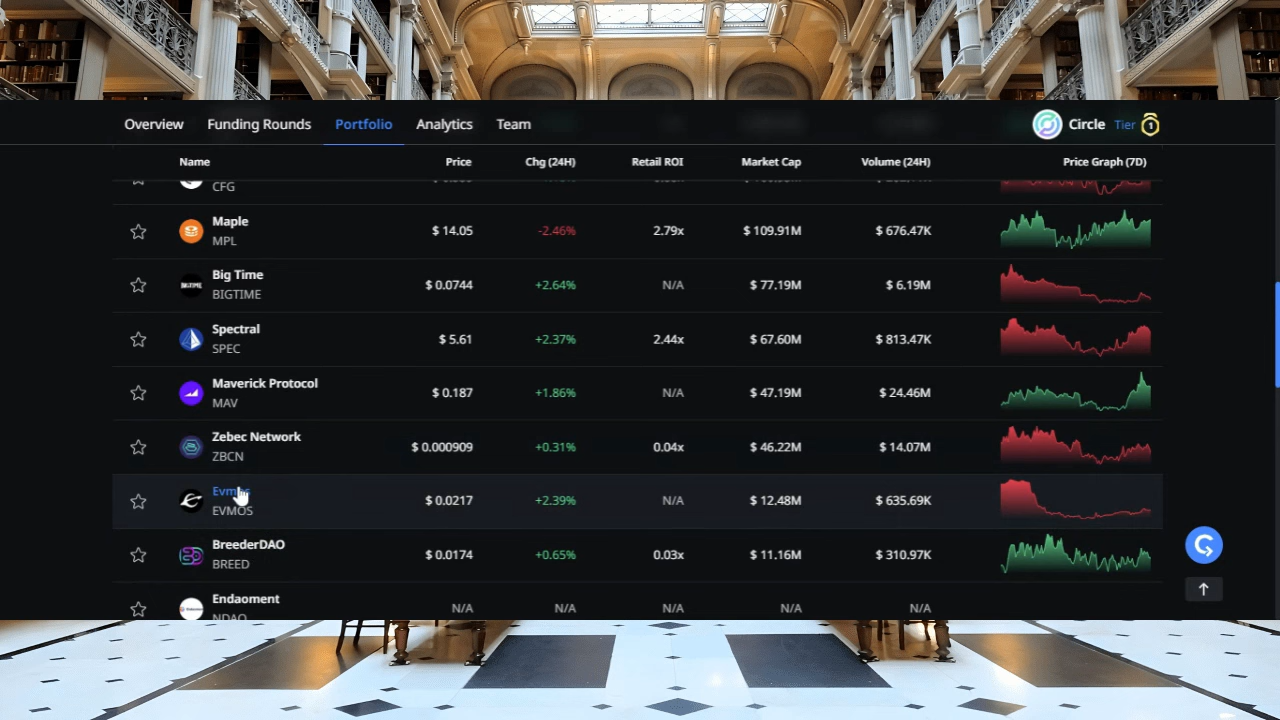 Overview Funding Rounds Portfolio Analytics Team Circle Tier 1
Name Price Chg (24H) Retail ROI Market Cap Volume (24H) Price Graph (7D)
CFG
Maple $ 14.05 -2.46% 2.79x $ 109.91M $ 676.47K
MPL
Big Time $ 0.0744 +2.64% N/A $ 77.19M $ 6.19M
BIGTIME
Spectral $ 5.61 +2.37% 2.44x $ 67.60M $ 813.47K
SPEC
Maverick Protocol $ 0.187 +1.86% N/A $ 47.19M $ 24.46M
MAV
Zebec Network $ 0.000909 +0.31% 0.04x $ 46.22M $ 14.07M
ZBCN
Evmos $ 0.0217 +2.39% N/A $ 12.48M $ 635.69K
EVMOS
BreederDAO $ 0.0174 +0.65% 0.03x $ 11.16M $ 310.97K
BREED
Endaoment N/A N/A N/A N/A N/A
NDAO